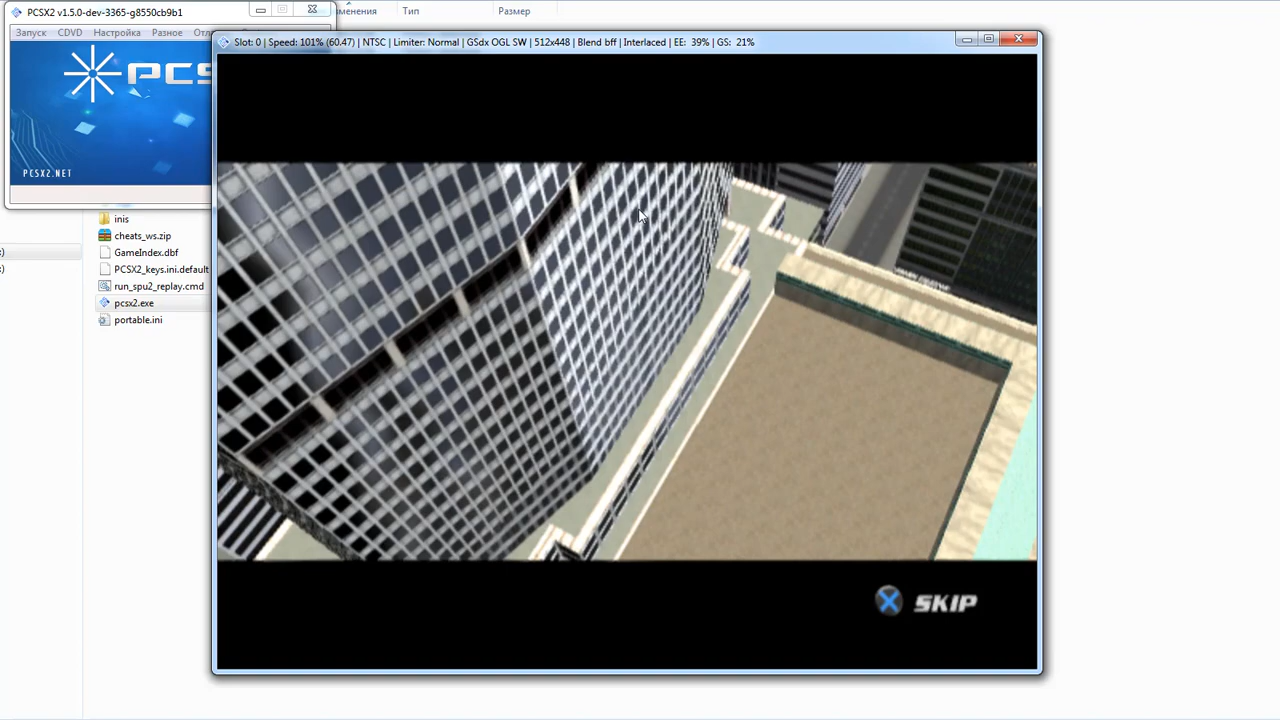 PCSX2 v1.5.0-dev-3365-g8550cb9b1
Запуск CDVD Настройка Разное
PCS
PCSX2.NET
Тип Размер
Slot: 0 | Speed: 101% (60.47) | NTSC | Limiter: Normal | GSdx OGL SW | 512x448 | Blend bff | Interlaced | EE: 39% | GS: 21%
inis
cheats_ws.zip
GameIndex.dbf
PCSX2_keys.ini.default
run_spu2_replay.cmd
pcsx2.exe
portable.ini
SKIP